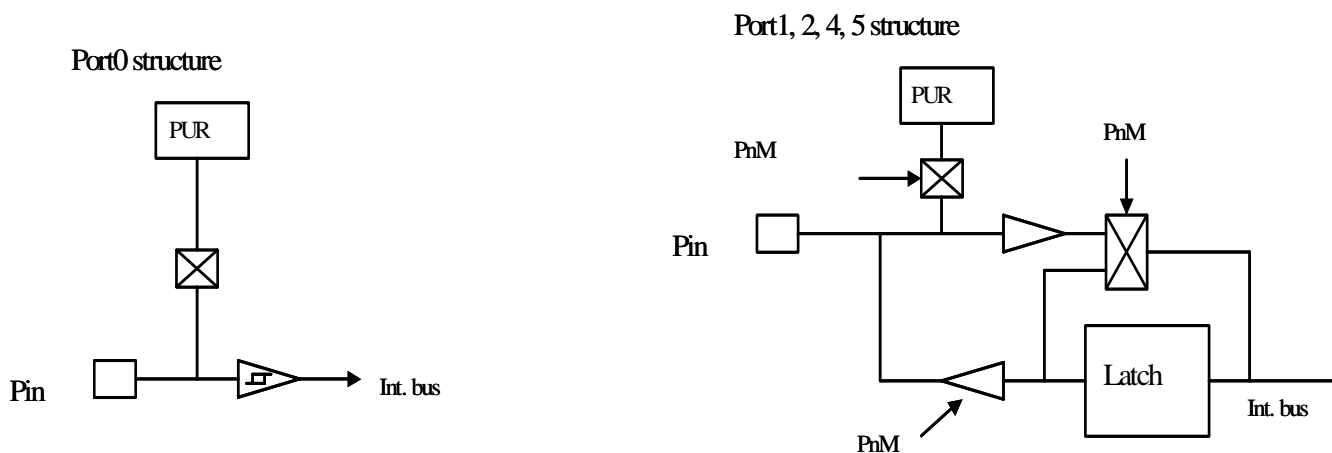 Port0 structure
PUR
Pin
Int. bus
Port1, 2, 4, 5 structure
PUR
PnM
PnM
Pin
Latch
Int. bus
PnM